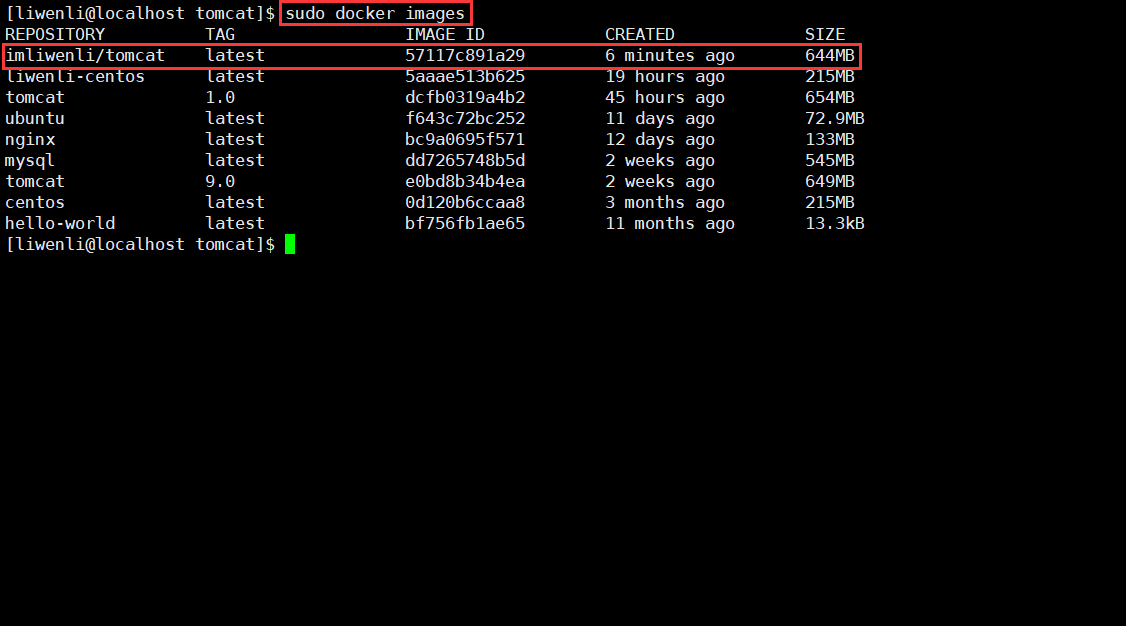 [liwenli@localhost tomcat]$ sudo docker images
REPOSITORY TAG IMAGE ID CREATED SIZE
imliwenli/tomcat latest 57117c891a29 6 minutes ago 644MB
liwenli-centos latest 5aaae513b625 19 hours ago 215MB
tomcat 1.0 dcfb0319a4b2 45 hours ago 654MB
ubuntu latest f643c72bc252 11 days ago 72.9MB
nginx latest bc9a0695f571 12 days ago 133MB
mysql latest dd7265748b5d 2 weeks ago 545MB
tomcat 9.0 e0bd8b34b4ea 2 weeks ago 649MB
centos latest 0d120b6ccaa8 3 months ago 215MB
hello-world latest bf756fb1ae65 11 months ago 13.3kB
[liwenli@localhost tomcat]$